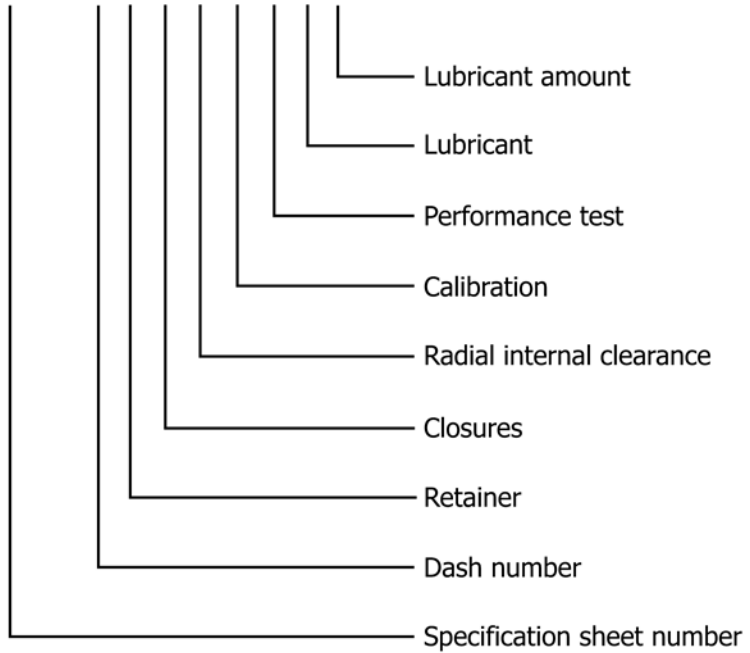 Lubricant amount
Lubricant
Performance test
Calibration
Radial internal clearance
Closures
Retainer
Dash number
Specification sheet number